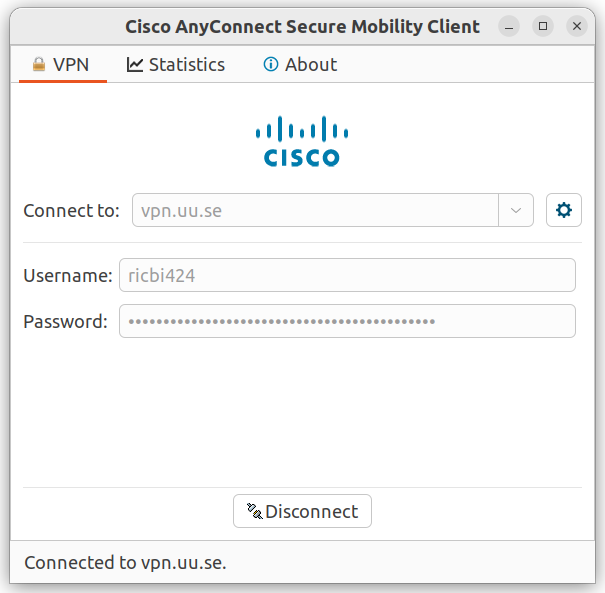 Cisco AnyConnect Secure Mobility Client
VPN Statistics About
CISCO
Connect to: vpn.uu.se
Username: ricbi424
Password: ••••••••••••••••••••••••••••••••••••••••••••
Disconnect
Connected to vpn.uu.se.